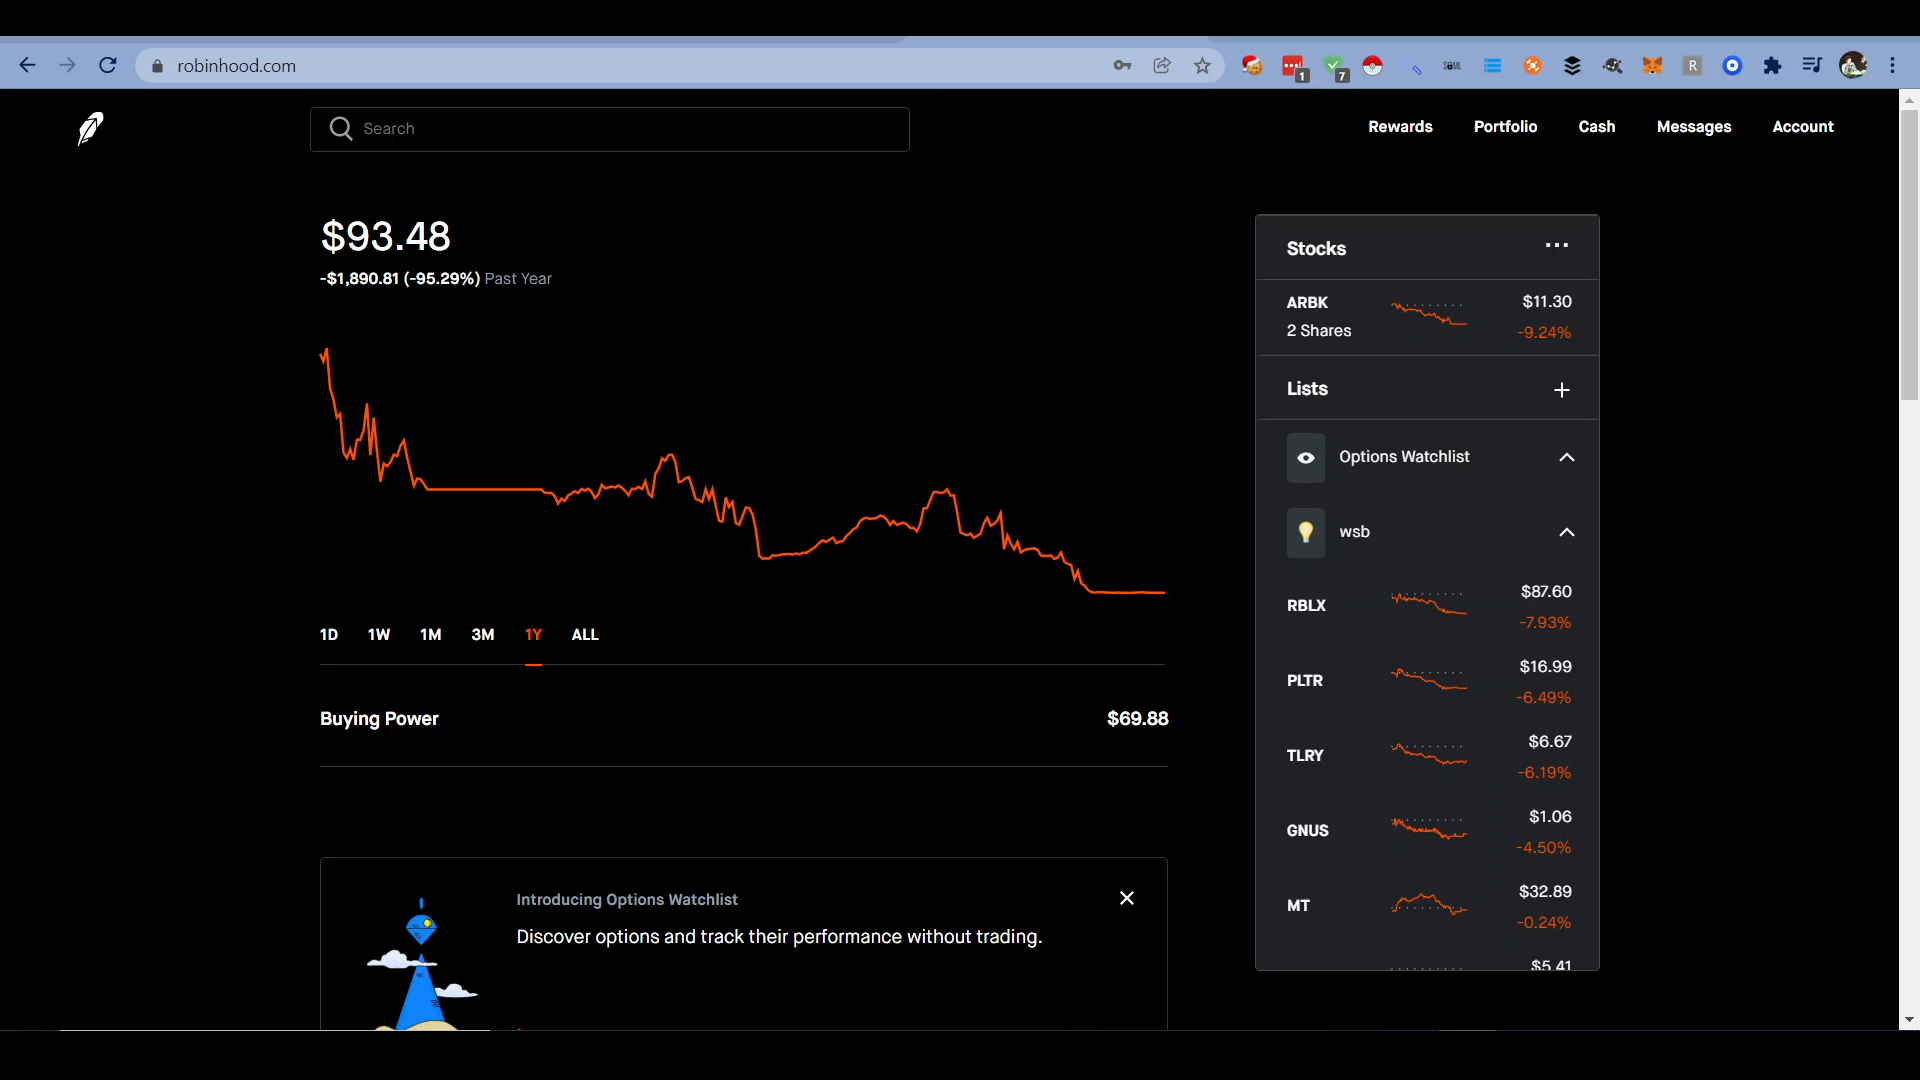 robinhood.com
1
7
SAML
R
Search
Rewards
Portfolio
Cash
Messages
Account
$93.48
-$1,890.81 (-95.29%) Past Year
1D
1W
1M
3M
1Y
ALL
Buying Power
$69.88
Introducing Options Watchlist
Discover options and track their performance without trading.
Stocks
ARBK
2 Shares
$11.30
-9.24%
Lists
Options Watchlist
wsb
RBLX
$87.60
-7.93%
PLTR
$16.99
-6.49%
TLRY
$6.67
-6.19%
GNUS
$1.06
-4.50%
MT
$32.89
-0.24%
$5.41